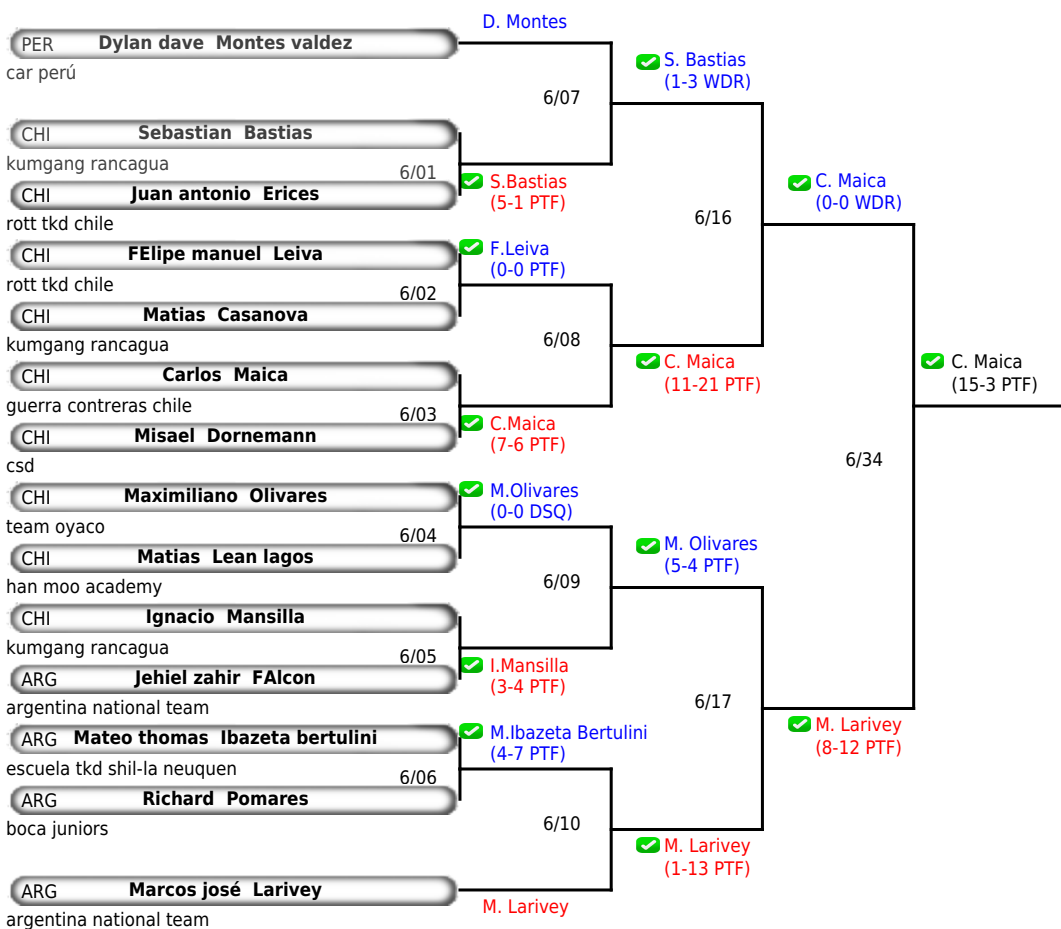 D. Montes
PER Dylan dave Montes valdez
car perú
S. Bastias
(1-3 WDR)
6/07
CHI Sebastian Bastias
kumgang rancagua
6/01
S.Bastias
(5-1 PTF)
CHI Juan antonio Erices
rott tkd chile
C. Maica
(0-0 WDR)
6/16
CHI FElipe manuel Leiva
rott tkd chile
F.Leiva
(0-0 PTF)
6/02
CHI Matias Casanova
kumgang rancagua
6/08
CHI Carlos Maica
guerra contreras chile
C. Maica
(11-21 PTF)
C. Maica
(15-3 PTF)
6/03
C.Maica
(7-6 PTF)
CHI Misael Dornemann
csd
6/34
CHI Maximiliano Olivares
team oyaco
M.Olivares
(0-0 DSQ)
6/04
CHI Matias Lean lagos
han moo academy
M. Olivares
(5-4 PTF)
6/09
CHI Ignacio Mansilla
kumgang rancagua
6/05
I.Mansilla
(3-4 PTF)
ARG Jehiel zahir FAlcon
argentina national team
6/17
M. Larivey
(8-12 PTF)
ARG Mateo thomas Ibazeta bertulini
escuela tkd shil-la neuquen
M.Ibazeta Bertulini
(4-7 PTF)
6/06
ARG Richard Pomares
boca juniors
6/10
M. Larivey
(1-13 PTF)
ARG Marcos josé Larivey
argentina national team
M. Larivey